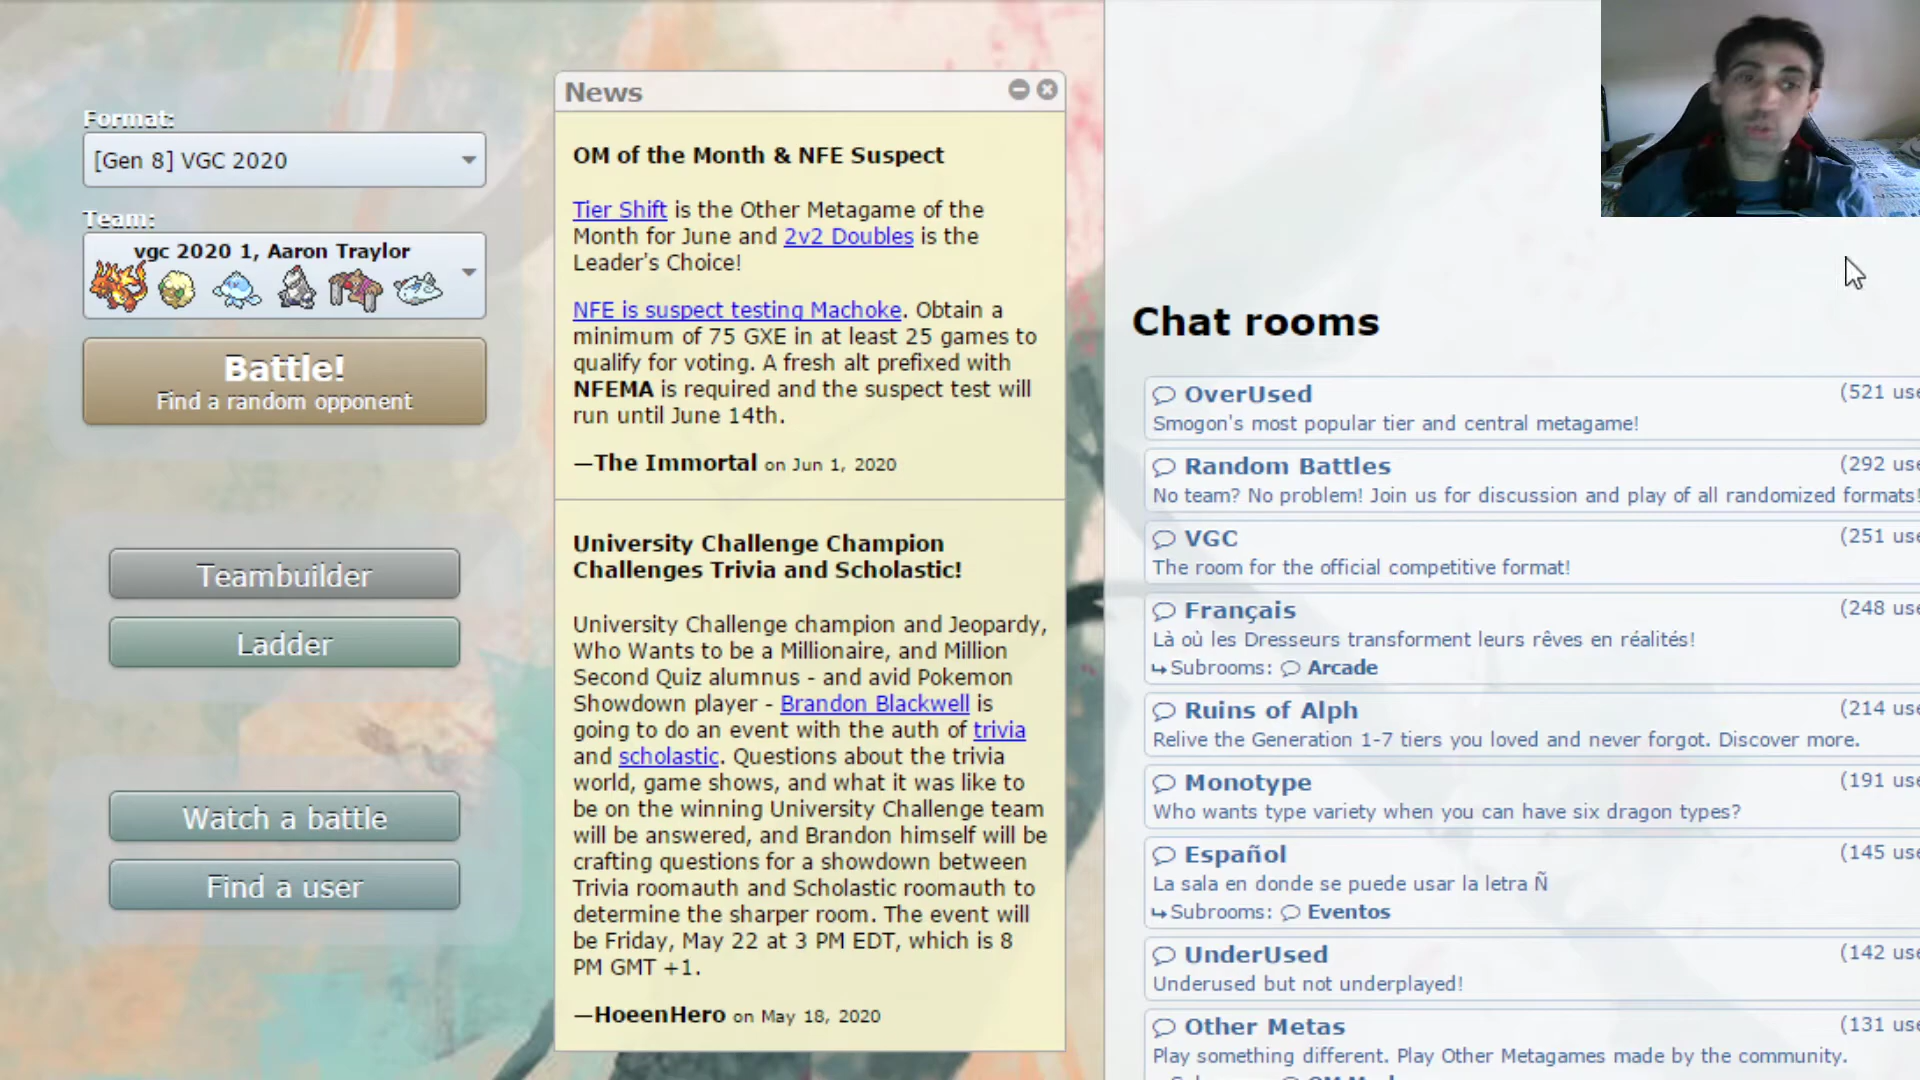 Format:
[Gen 8] VGC 2020
Team:
vgc 2020 1, Aaron Traylor
Battle!
Find a random opponent
Teambuilder
Ladder
Watch a battle
Find a user
News
OM of the Month & NFE Suspect
Tier Shift is the Other Metagame of the
Month for June and 2v2 Doubles is the
Leader's Choice!
NFE is suspect testing Machoke. Obtain a
minimum of 75 GXE in at least 25 games to
qualify for voting. A fresh alt prefixed with
NFEMA is required and the suspect test will
run until June 14th.
—The Immortal on Jun 1, 2020
University Challenge Champion
Challenges Trivia and Scholastic!
University Challenge champion and Jeopardy,
Who Wants to be a Millionaire, and Million
Second Quiz alumnus - and avid Pokemon
Showdown player - Brandon Blackwell is
going to do an event with the auth of trivia
and scholastic. Questions about the trivia
world, game shows, and what it was like to
be on the winning University Challenge team
will be answered, and Brandon himself will be
crafting questions for a showdown between
Trivia roomauth and Scholastic roomauth to
determine the sharper room. The event will
be Friday, May 22 at 3 PM EDT, which is 8
PM GMT +1.
—HoeenHero on May 18, 2020
Chat rooms
OverUsed (521 use
Smogon's most popular tier and central metagame!
Random Battles (292 use
No team? No problem! Join us for discussion and play of all randomized formats!
VGC (251 use
The room for the official competitive format!
Français (248 use
Là où les Dresseurs transforment leurs rêves en réalités!
↳ Subrooms: Arcade
Ruins of Alph (214 use
Relive the Generation 1-7 tiers you loved and never forgot. Discover more.
Monotype (191 use
Who wants type variety when you can have six dragon types?
Español (145 use
La sala en donde se puede usar la letra Ñ
↳ Subrooms: Eventos
UnderUsed (142 use
Underused but not underplayed!
Other Metas (131 use
Play something different. Play Other Metagames made by the community.